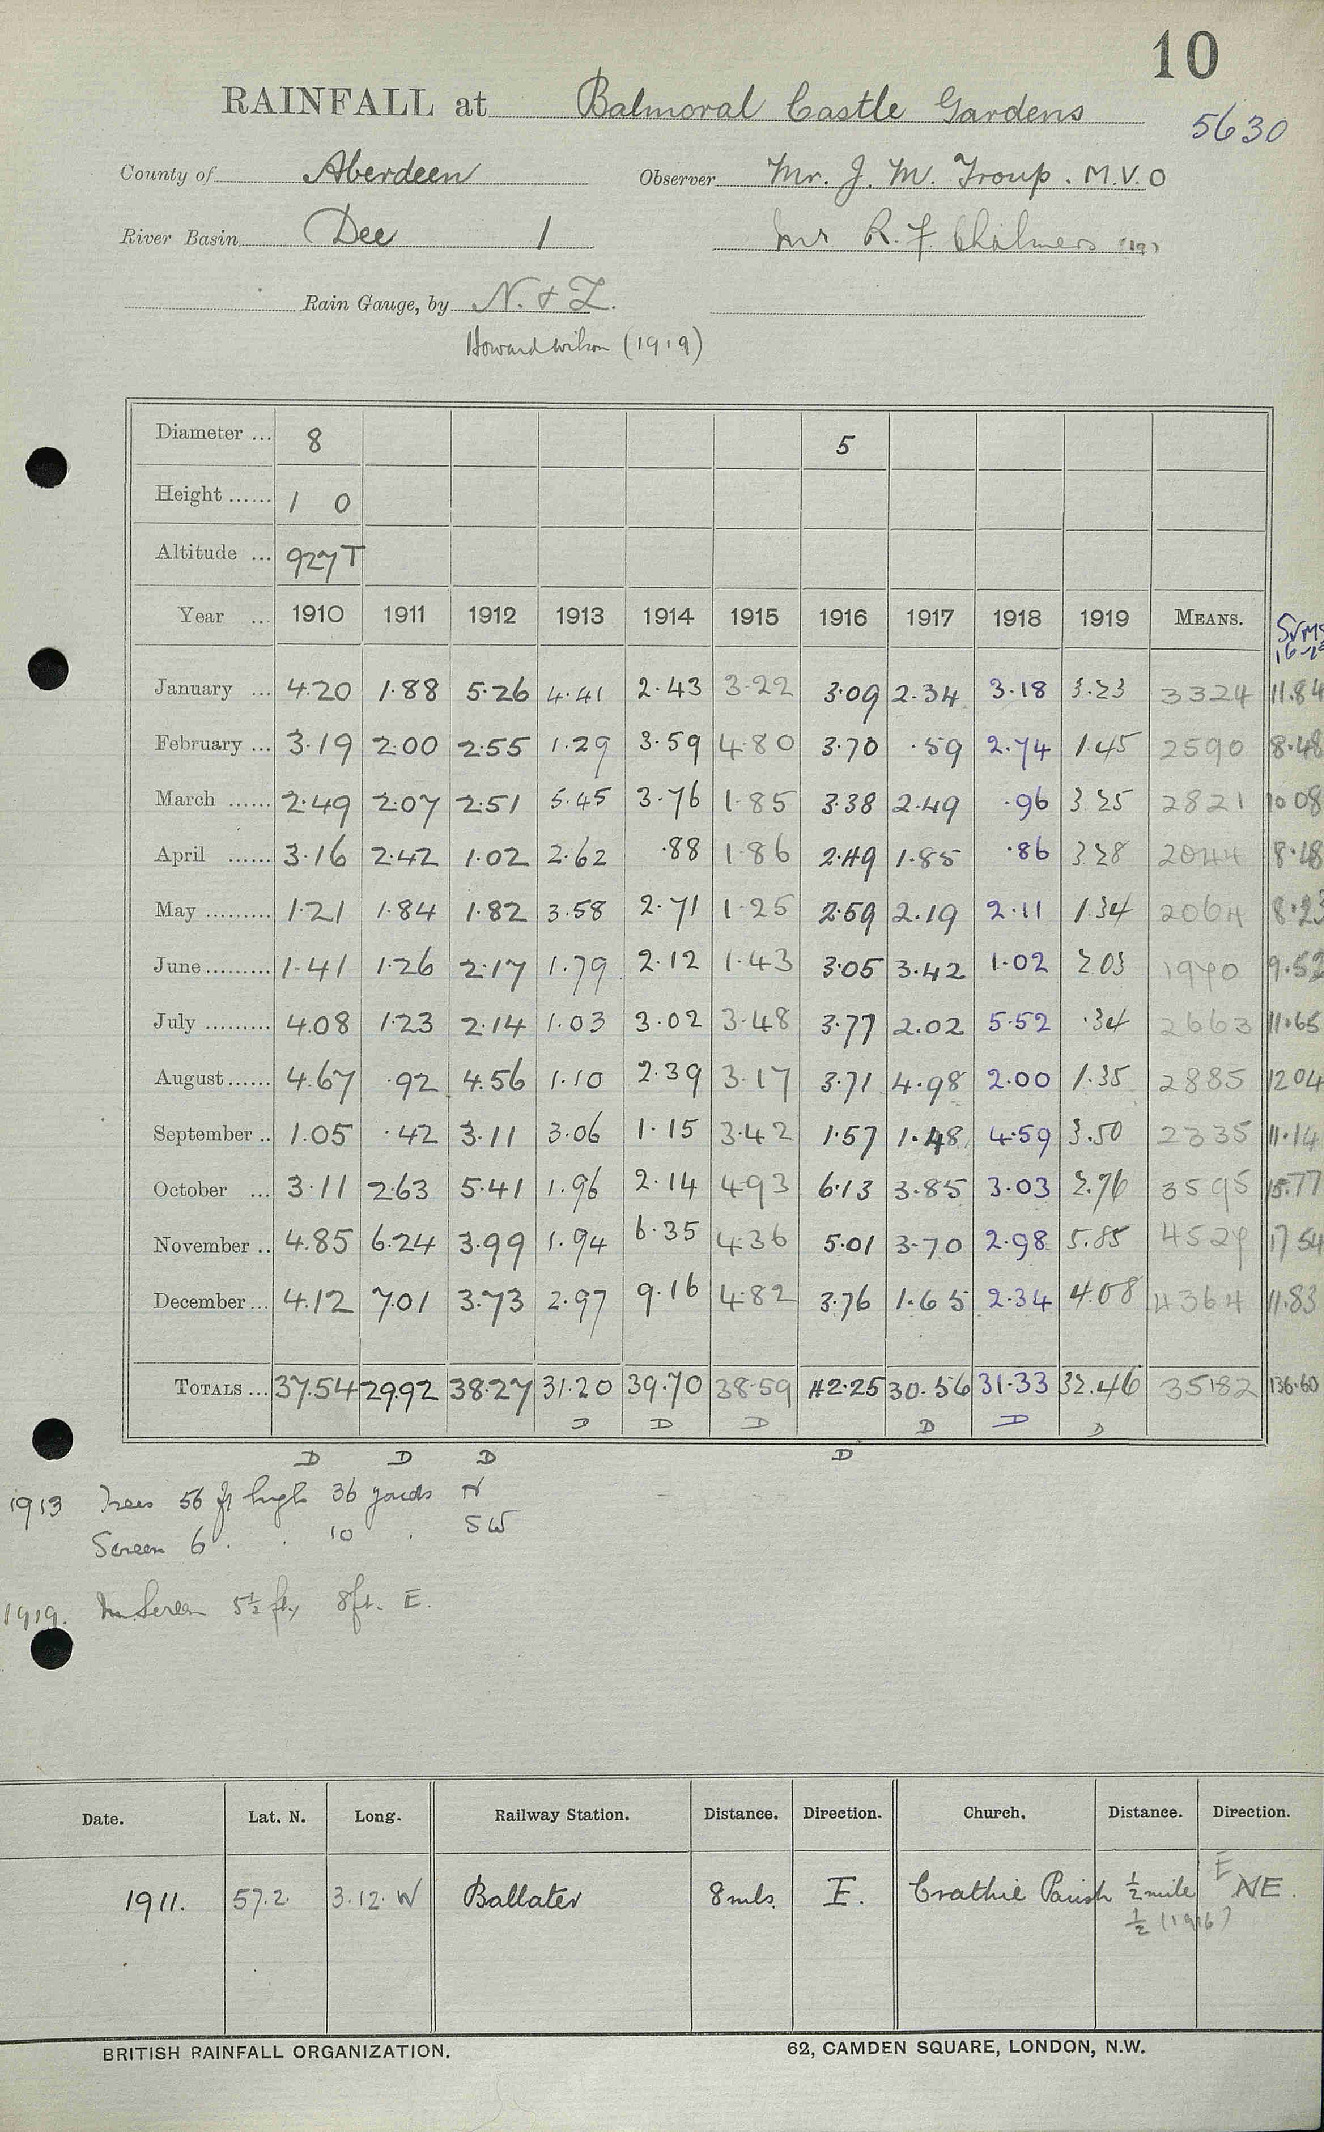 10
RAINFALL at Balmoral Castle Gardens
5630
County of Aberdeen Observer Mr. J. M. Troup. M.V.O
River Basin Dee 1 Mr R. F. Chalmers (19)
Rain Gauge, by N. & Z.
Howard Wilson (1919)
Diameter ... 8 5
Height ...... 1 0
Altitude ... 927 T
Year ... 1910 1911 1912 1913 1914 1915 1916 1917 1918 1919 MEANS. Sums 16-19
January ... 4.20 1.88 5.26 4.41 2.43 3.22 3.09 2.34 3.18 3.23 3324 11.84
February ... 3.19 2.00 2.55 1.29 3.59 4.80 3.70 .59 2.74 1.45 2590 8.48
March ...... 2.49 2.07 2.51 5.45 3.76 1.85 3.38 2.49 .96 3.25 2821 10 08
April ...... 3.16 2.42 1.02 2.62 .88 1.86 2.49 1.85 .86 3.28 2044 8.48
May ......... 1.21 1.84 1.82 3.58 2.71 1.25 2.59 2.19 2.11 1.34 2064 8.23
June ......... 1.41 1.26 2.17 1.79 2.12 1.43 3.05 3.42 1.02 2.03 1970 9.52
July ......... 4.08 1.23 2.14 1.03 3.02 3.48 3.77 2.02 5.52 .34 2663 11.65
August ...... 4.67 .92 4.56 1.10 2.39 3.17 3.71 4.98 2.00 1.35 2885 12 04
September .. 1.05 .42 3.11 3.06 1.15 3.42 1.57 1.48 4.59 3.50 2335 11.14
October ... 3.11 2.63 5.41 1.96 2.14 4.93 6.13 3.85 3.03 2.76 3595 15.77
November .. 4.85 6.24 3.99 1.94 6.35 4.36 5.01 3.70 2.98 5.85 4527 17 54
December ... 4.12 7.01 3.73 2.97 9.16 4.82 3.76 1.65 2.34 4.08 4364 11.83
TOTALS ... 37.54 29.92 38.27 31.20 39.70 38.59 42.25 30.56 31.33 32.46 35182 136.60
D D D D D D
D D D D
1913 Trees 56 ft high 36 yards N
Screen 6 . . 10 . SW
1919. Screen 5½ ft 8ft. E.
Date. Lat. N. Long. Railway Station. Distance. Direction. Church. Distance. Direction.
1911. 57.2 3.12.W Ballater 8 mls. E. Crathie Parish ½ mile E NE.
½ (1916)
BRITISH RAINFALL ORGANIZATION. 62, CAMDEN SQUARE, LONDON, N.W.